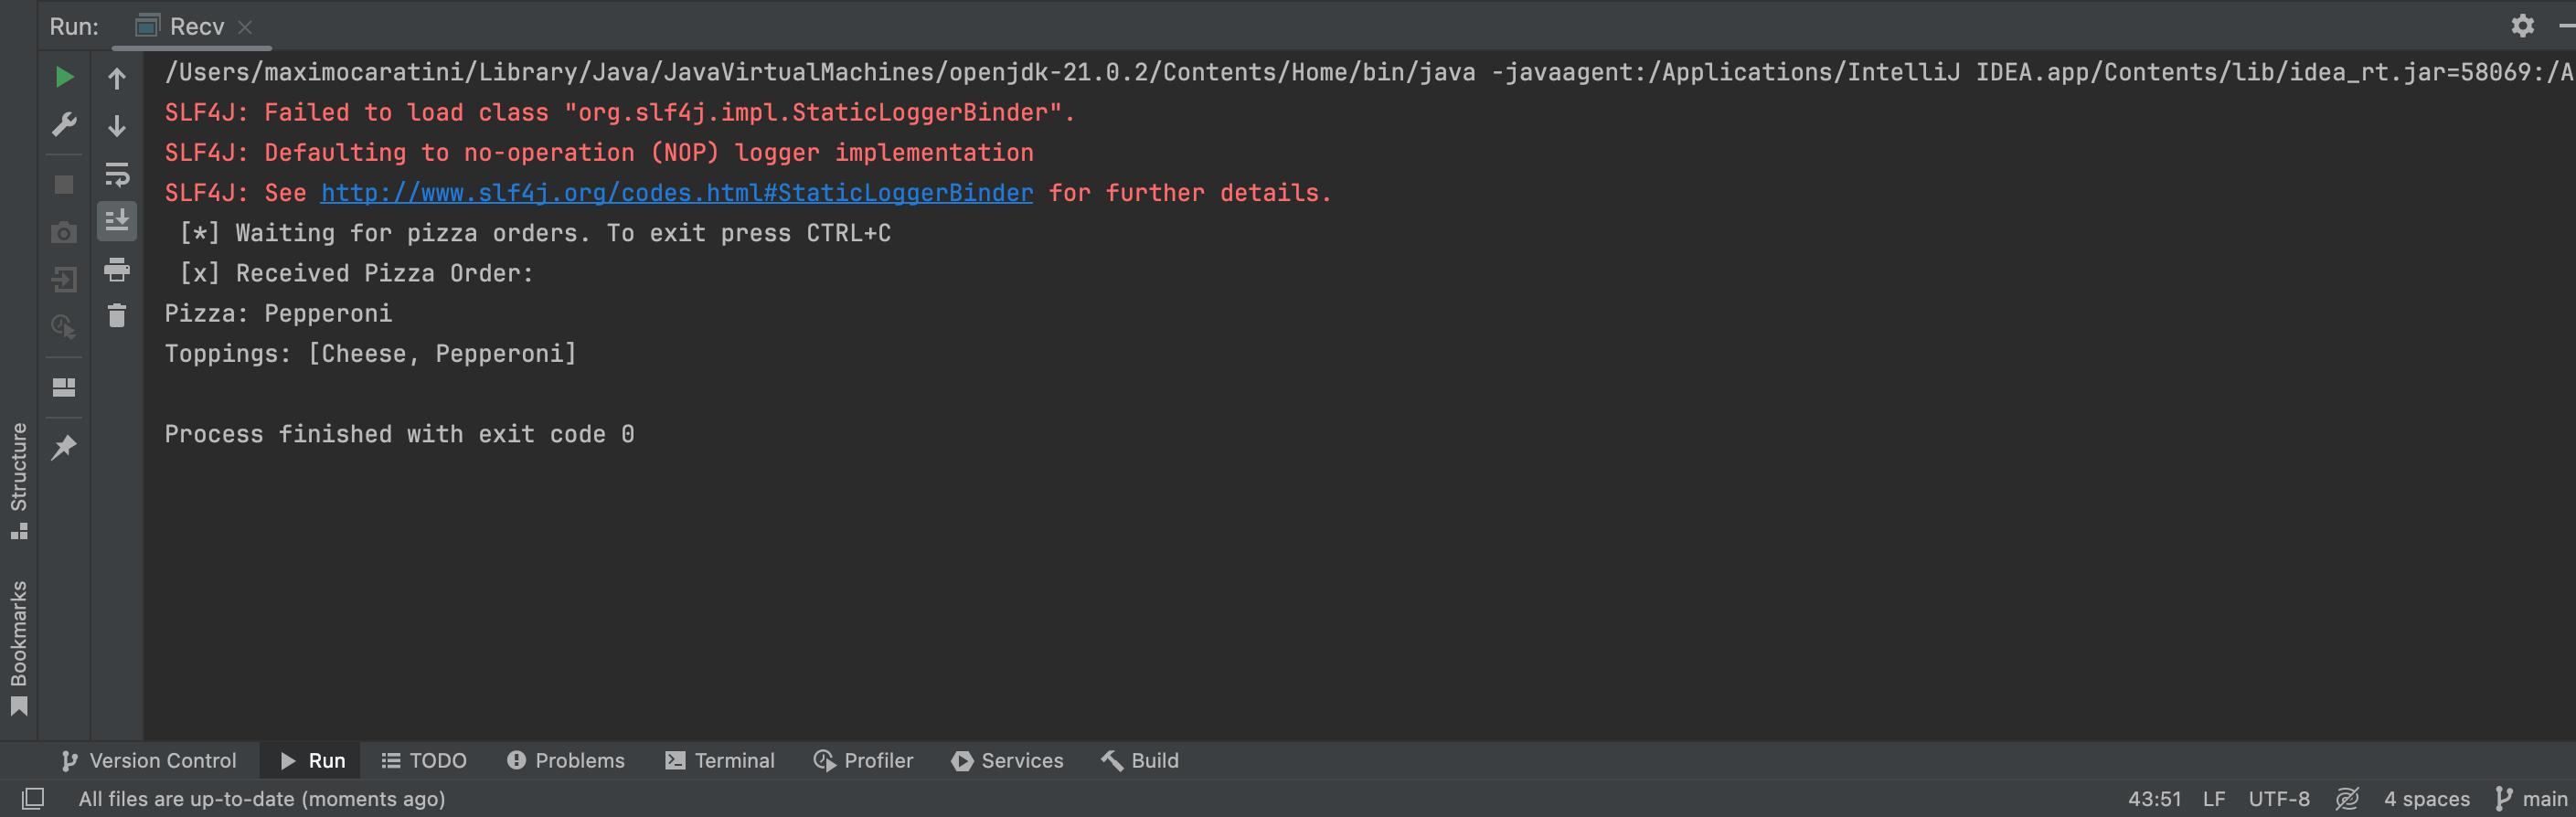 Run: Recv
/Users/maximocaratini/Library/Java/JavaVirtualMachines/openjdk-21.0.2/Contents/Home/bin/java -javaagent:/Applications/IntelliJ IDEA.app/Contents/lib/idea_rt.jar=58069:/A
SLF4J: Failed to load class "org.slf4j.impl.StaticLoggerBinder".
SLF4J: Defaulting to no-operation (NOP) logger implementation
SLF4J: See http://www.slf4j.org/codes.html#StaticLoggerBinder for further details.
[*] Waiting for pizza orders. To exit press CTRL+C
[x] Received Pizza Order:
Pizza: Pepperoni
Toppings: [Cheese, Pepperoni]
Process finished with exit code 0
Structure
Bookmarks
Version Control Run TODO Problems Terminal Profiler Services Build
All files are up-to-date (moments ago) 43:51 LF UTF-8 4 spaces main